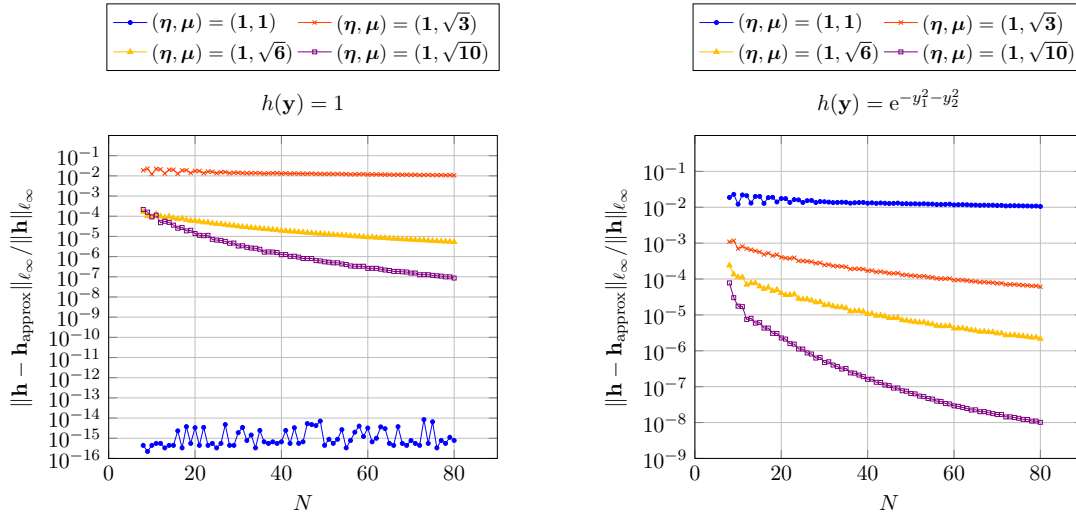 (η, μ) = (1, 1) (η, μ) = (1, √3)
(η, μ) = (1, √6) (η, μ) = (1, √10)
h(y) = 1
‖h − h_approx‖_ℓ∞/‖h‖_ℓ∞
10^−1
10^−2
10^−3
10^−4
10^−5
10^−6
10^−7
10^−8
10^−9
10^−10
10^−11
10^−12
10^−13
10^−14
10^−15
10^−16
0 20 40 60 80
N
(η, μ) = (1, 1) (η, μ) = (1, √3)
(η, μ) = (1, √6) (η, μ) = (1, √10)
h(y) = e^{−y_1^2−y_2^2}
‖h − h_approx‖_ℓ∞/‖h‖_ℓ∞
10^−1
10^−2
10^−3
10^−4
10^−5
10^−6
10^−7
10^−8
10^−9
0 20 40 60 80
N